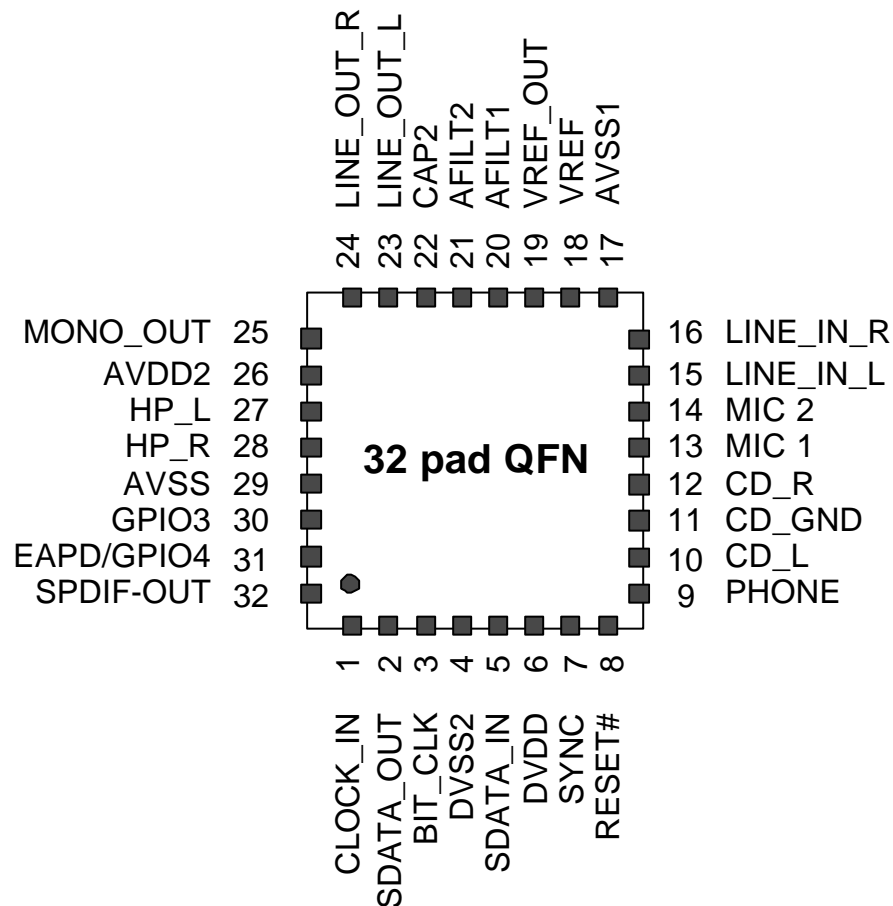 LINE_OUT_R
LINE_OUT_L
CAP2
AFILT2
AFILT1
VREF_OUT
VREF
AVSS1
24
23
22
21
20
19
18
17
MONO_OUT 25
AVDD2 26
HP_L 27
HP_R 28
AVSS 29
GPIO3 30
EAPD/GPIO4 31
SPDIF-OUT 32
32 pad QFN
16 LINE_IN_R
15 LINE_IN_L
14 MIC 2
13 MIC 1
12 CD_R
11 CD_GND
10 CD_L
9 PHONE
1
2
3
4
5
6
7
8
CLOCK_IN
SDATA_OUT
BIT_CLK
DVSS2
SDATA_IN
DVDD
SYNC
RESET#